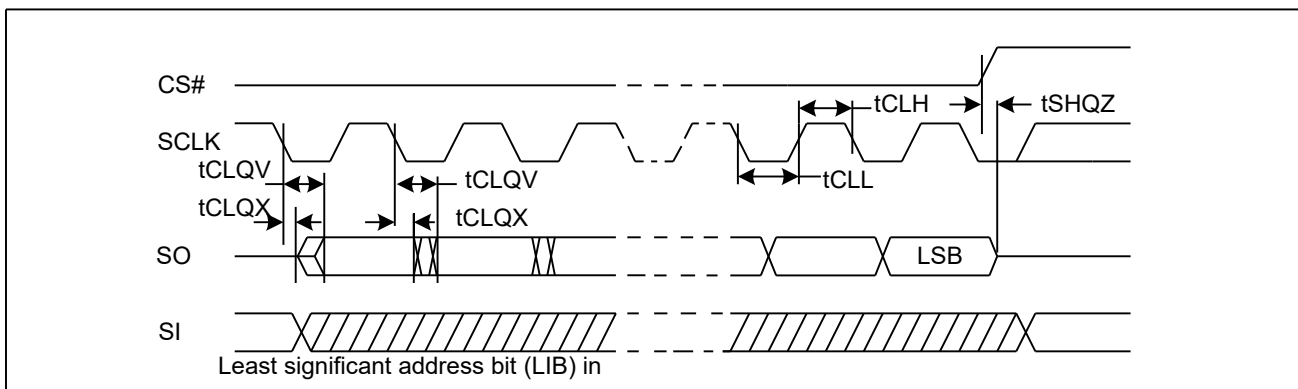 CS#
tCLH
tSHQZ
SCLK
tCLQV
tCLQV
tCLL
tCLQX
tCLQX
SO
LSB
SI
Least significant address bit (LIB) in